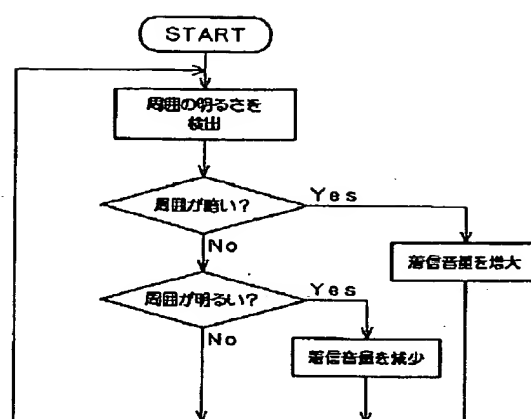 START
周囲の明るさを
検出
周囲が暗い？
Yes
No
着信音量を増大
周囲が明るい？
Yes
No
着信音量を減少